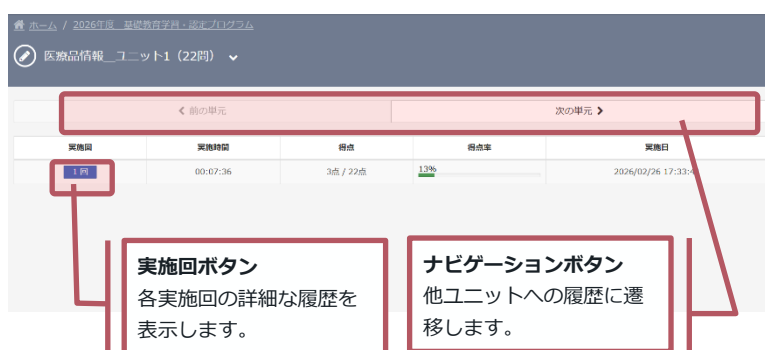 ホーム / 2026年度 基礎教育学習・認定プログラム
医療品情報__ユニット1(22問)
前の単元
次の単元
実施回 実施時間 得点 得点率 実施日
1 回 00:07:36 3点 / 22点 13% 2026/02/26 17:33:4
実施回ボタン
各実施回の詳細な履歴を
表示します。
ナビゲーションボタン
他ユニットへの履歴に遷
移します。